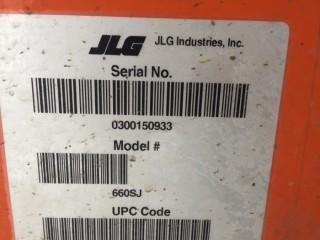 JLG JLG Industries, Inc.
Serial No.
0300150933
Model #
660SJ
UPC Code